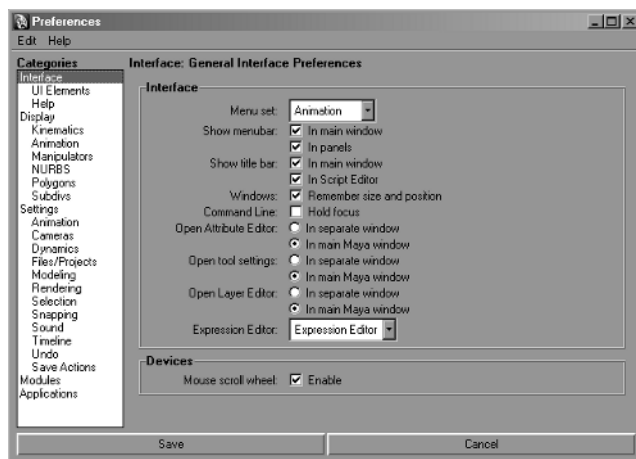 Preferences
Edit Help
Categories
Interface
UI Elements
Help
Display
Kinematics
Animation
Manipulators
NURBS
Polygons
Subdivs
Settings
Animation
Cameras
Dynamics
Files/Projects
Modeling
Rendering
Selection
Snapping
Sound
Timeline
Undo
Save Actions
Modules
Applications
Interface: General Interface Preferences
Interface
Menu set: Animation
Show menubar: In main window
In panels
Show title bar: In main window
In Script Editor
Windows: Remember size and position
Command Line: Hold focus
Open Attribute Editor: In separate window
In main Maya window
Open tool settings: In separate window
In main Maya window
Open Layer Editor: In separate window
In main Maya window
Expression Editor: Expression Editor
Devices
Mouse scroll wheel: Enable
Save Cancel